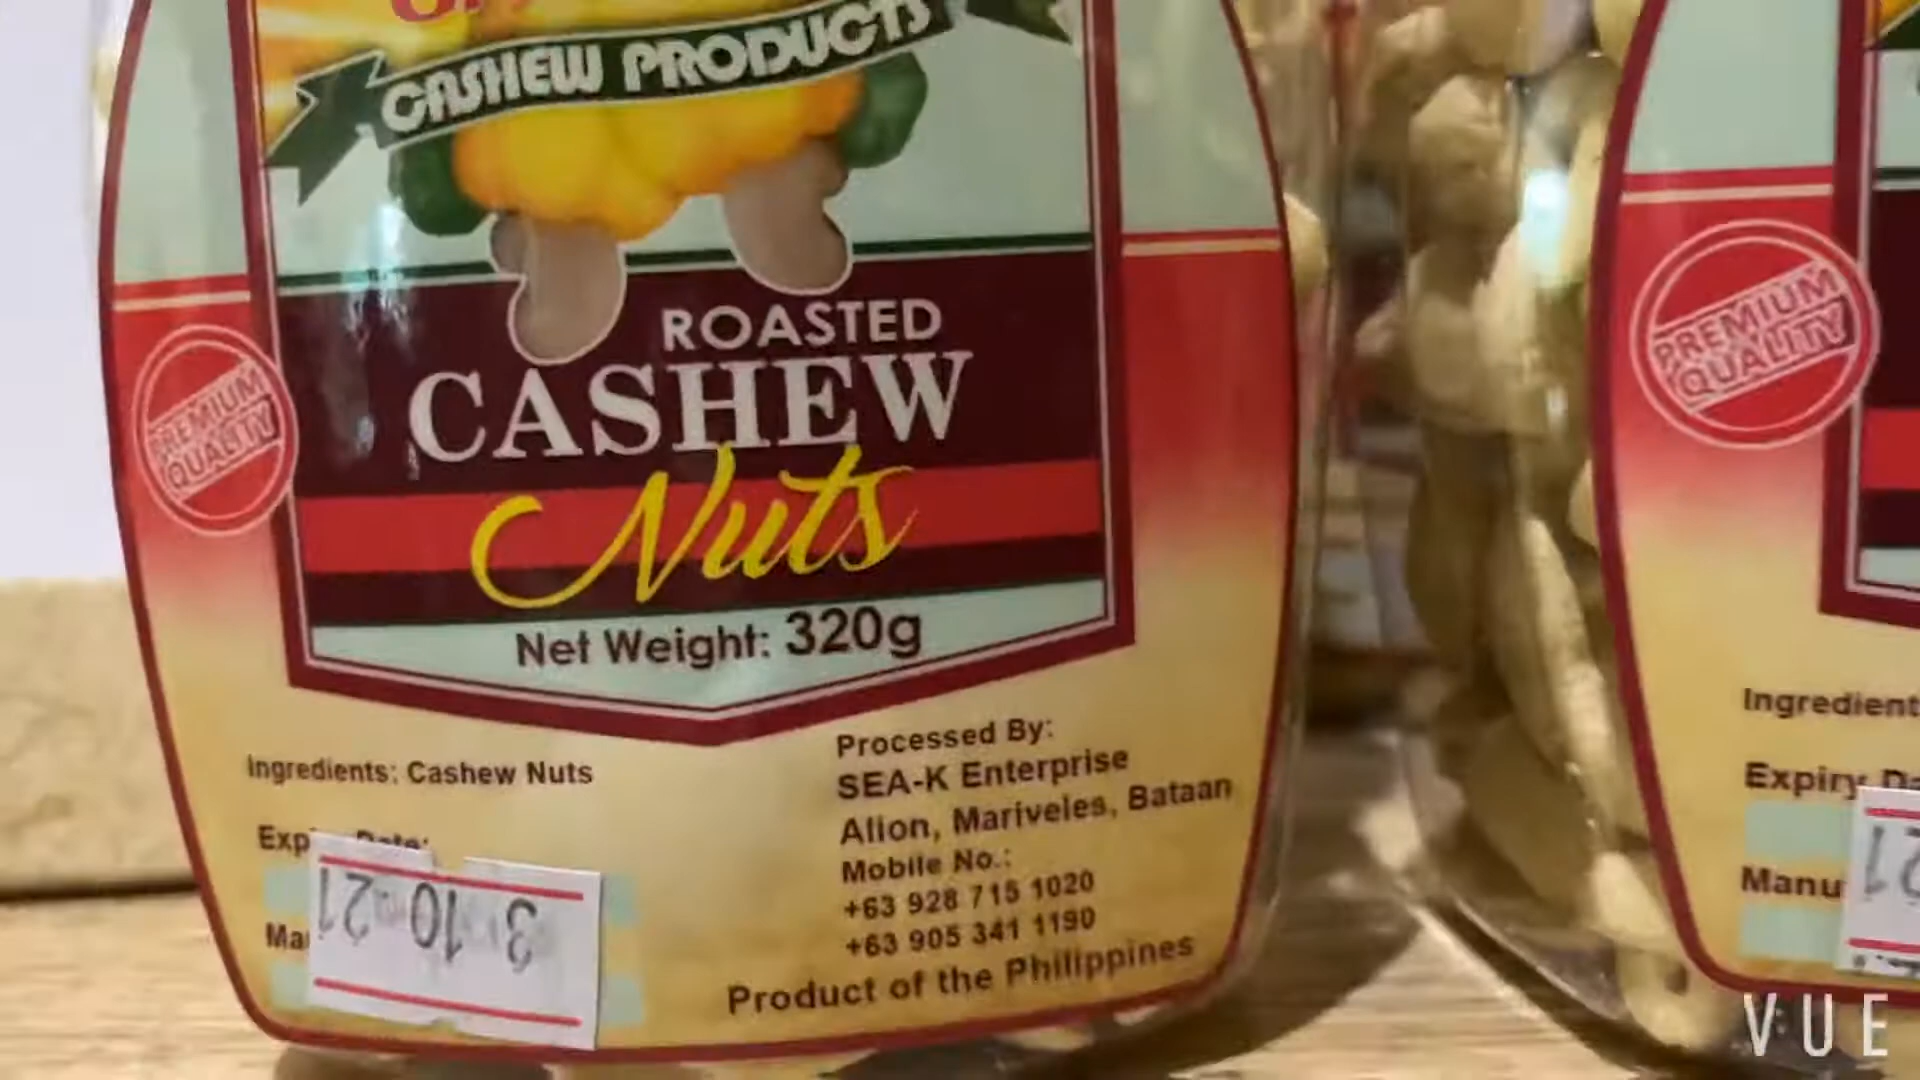 CASHEW PRODUCTS
ROASTED
CASHEW
Nuts
Net Weight: 320g
PREMIUM
QUALITY
Ingredients: Cashew Nuts
Date:
3 10 21
Processed By:
SEA-K Enterprise
Alion, Mariveles, Bataan
Mobile No.:
+63 928 715 1020
+63 905 341 1190
Product of the Philippines
PREMIUM
QUALITY
Expiry
VUE